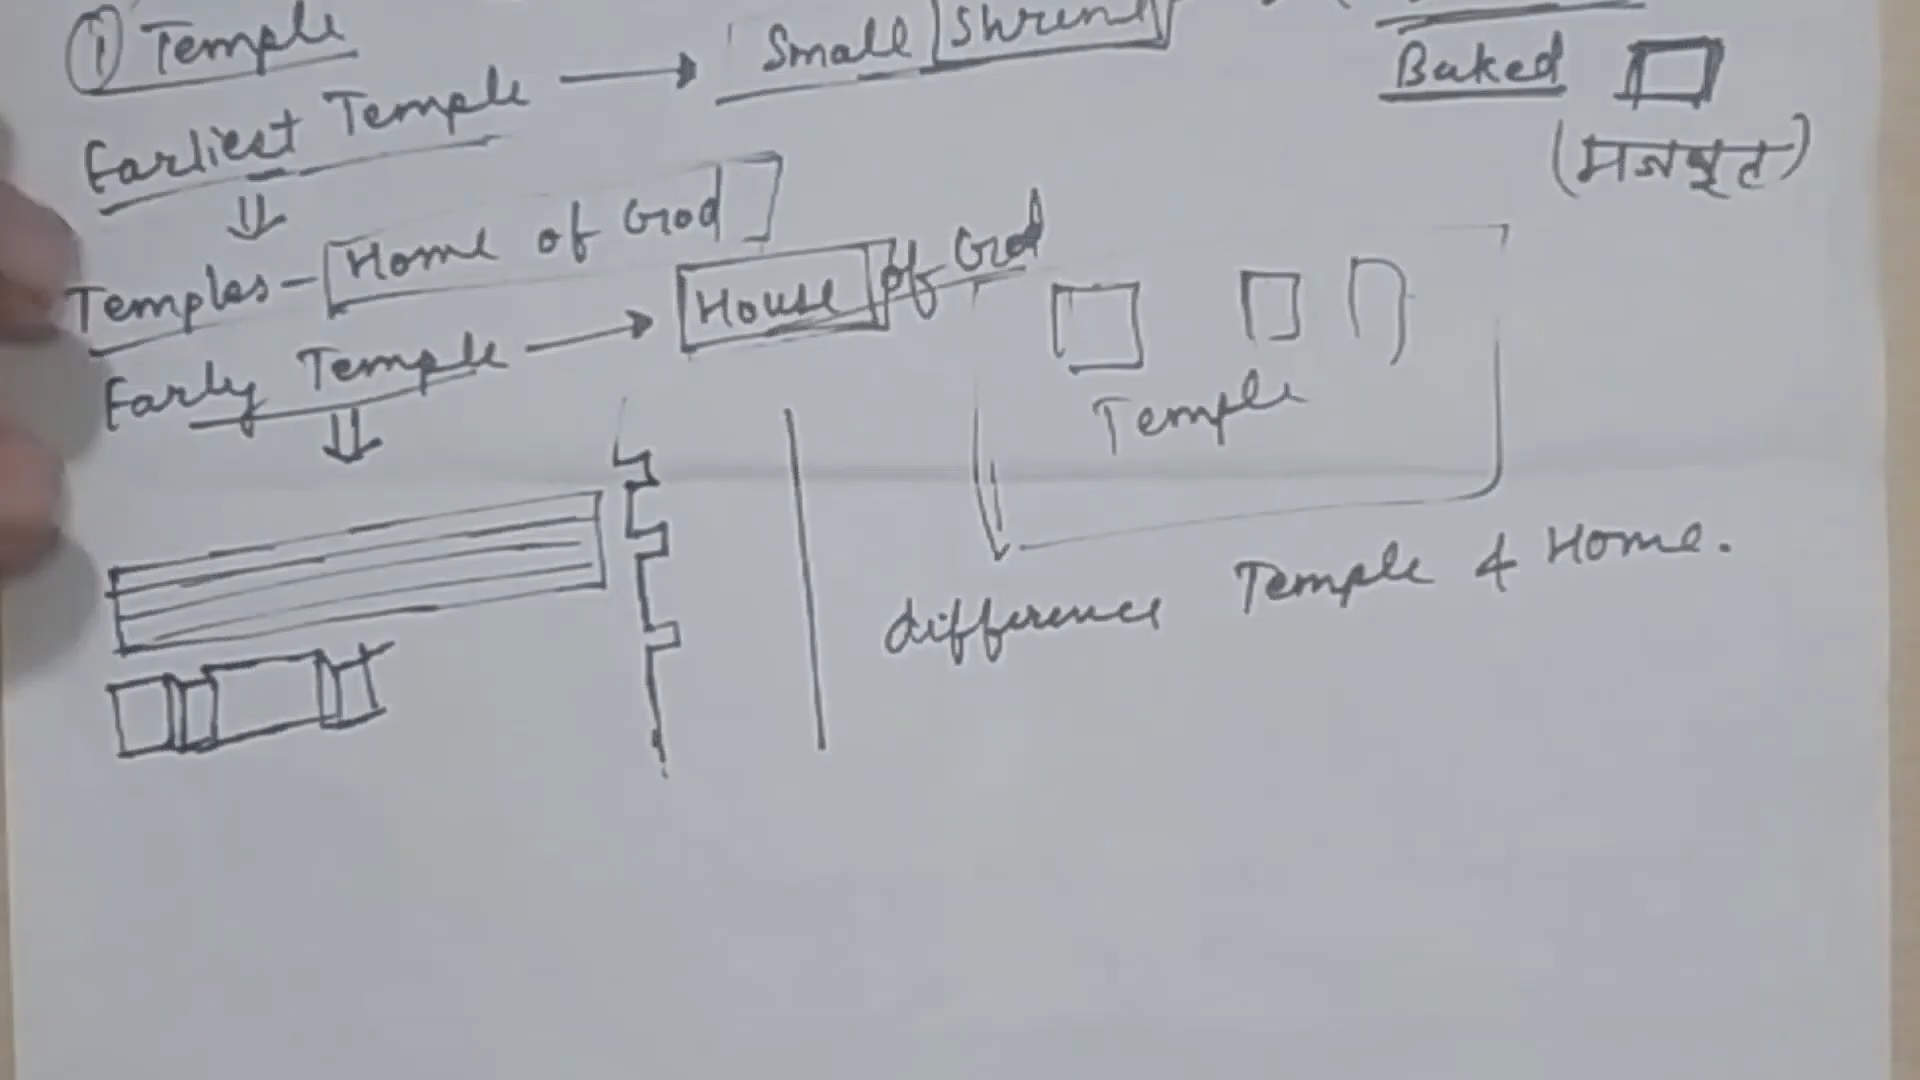 ① Temple
Earliest Temple → Small Shrine
Baked
(मजबूत)
Temples - Home of God
Early Temple → House of God
Temple
difference Temple & Home.